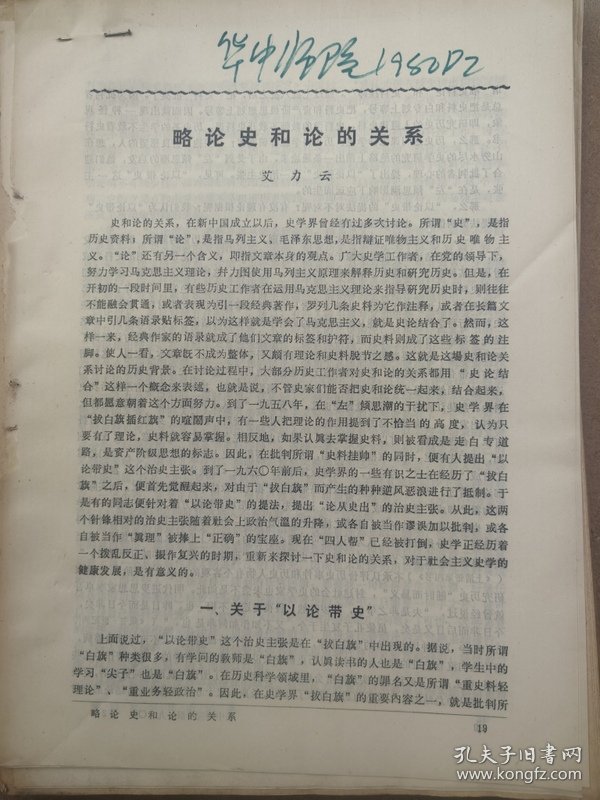 华中师院1980P2
略论史和论的关系
艾力云
史和论的关系，在新中国成立以后，史学界曾经有过多次讨论。所谓“史”，是指
历史资料；所谓“论”，是指马列主义、毛泽东思想，是指辩证唯物主义和历史唯物主
义。“论”还有另一个含义，即指文章本身的观点。广大史学工作者，在党的领导下，
努力学习马克思主义理论，并力图使用马列主义原理来解释历史和研究历史。但是，在
开初的一段时间里，有些历史工作者在运用马克思主义理论来指导研究历史时，则往往
不能融会贯通，或者表现为引一段经典著作，罗列几条史料为它作注释，或者在长篇文
章中引几条语录贴标签，以为这样就是学会了马克思主义，就是史论结合了。然而，这
样一来，经典作家的语录就成了他们文章的标签和护符，而史料则成了这些标签的注
脚。使人一看，文章既不成为整体，又颇有理论和史料脱节之感。这就是这场史和论关
系讨论的历史背景。在讨论过程中，大部分历史工作者对史和论的关系都用“史论结
合”这样一个概念来表述，也就是说，不管史家们能否把史和论统一起来，结合起来，
但都愿意朝着这个方面努力。到了一九五八年，在“左”倾思潮的干扰下，史学界在
“拔白旗插红旗”的喧嚣声中，有一些人把理论的作用提到了不恰当的高度，认为只
要有了理论，史料就容易掌握。相反地，如果认真去掌握史料，则被看成是走白专道
路，是资产阶级思想的标志。因此，在批判所谓“史料挂帅”的同时，便有人提出“以
论带史”这个治史主张。到了一九六〇年前后，史学界的一些有识之士在经历了“拔白
旗”之后，便首先觉醒起来，对由于“拔白旗”而产生的种种逆风恶浪进行了抵制。于
是有的同志便针对着“以论带史”的提法，提出“论从史出”的治史主张。从此，这两
个针锋相对的治史主张随着社会上政治气温的升降，或各自被当作谬误加以批判，或各
自被当作“真理”被捧上“正确”的宝座。现在“四人帮”已经被打倒，史学正经历着
一个拨乱反正、振作复兴的时期，重新来探讨一下史和论的关系，对于社会主义史学的
健康发展，是有意义的。
一、关于“以论带史”
上面说过，“以论带史”这个治史主张是在“拔白旗”中出现的。据说，当时所谓
“白旗”种类很多，有学问的教师是“白旗”，认真读书的人也是“白旗”，学生中的
学习“尖子”也是“白旗”。在历史科学领域里，“白旗”的罪名又是所谓“重史料轻
理论”、“重业务轻政治”。因此，在史学界“拔白旗”的重要内容之一，就是批判所
略论史和论的关系
19
孔夫子旧书网
www.kongfz.com